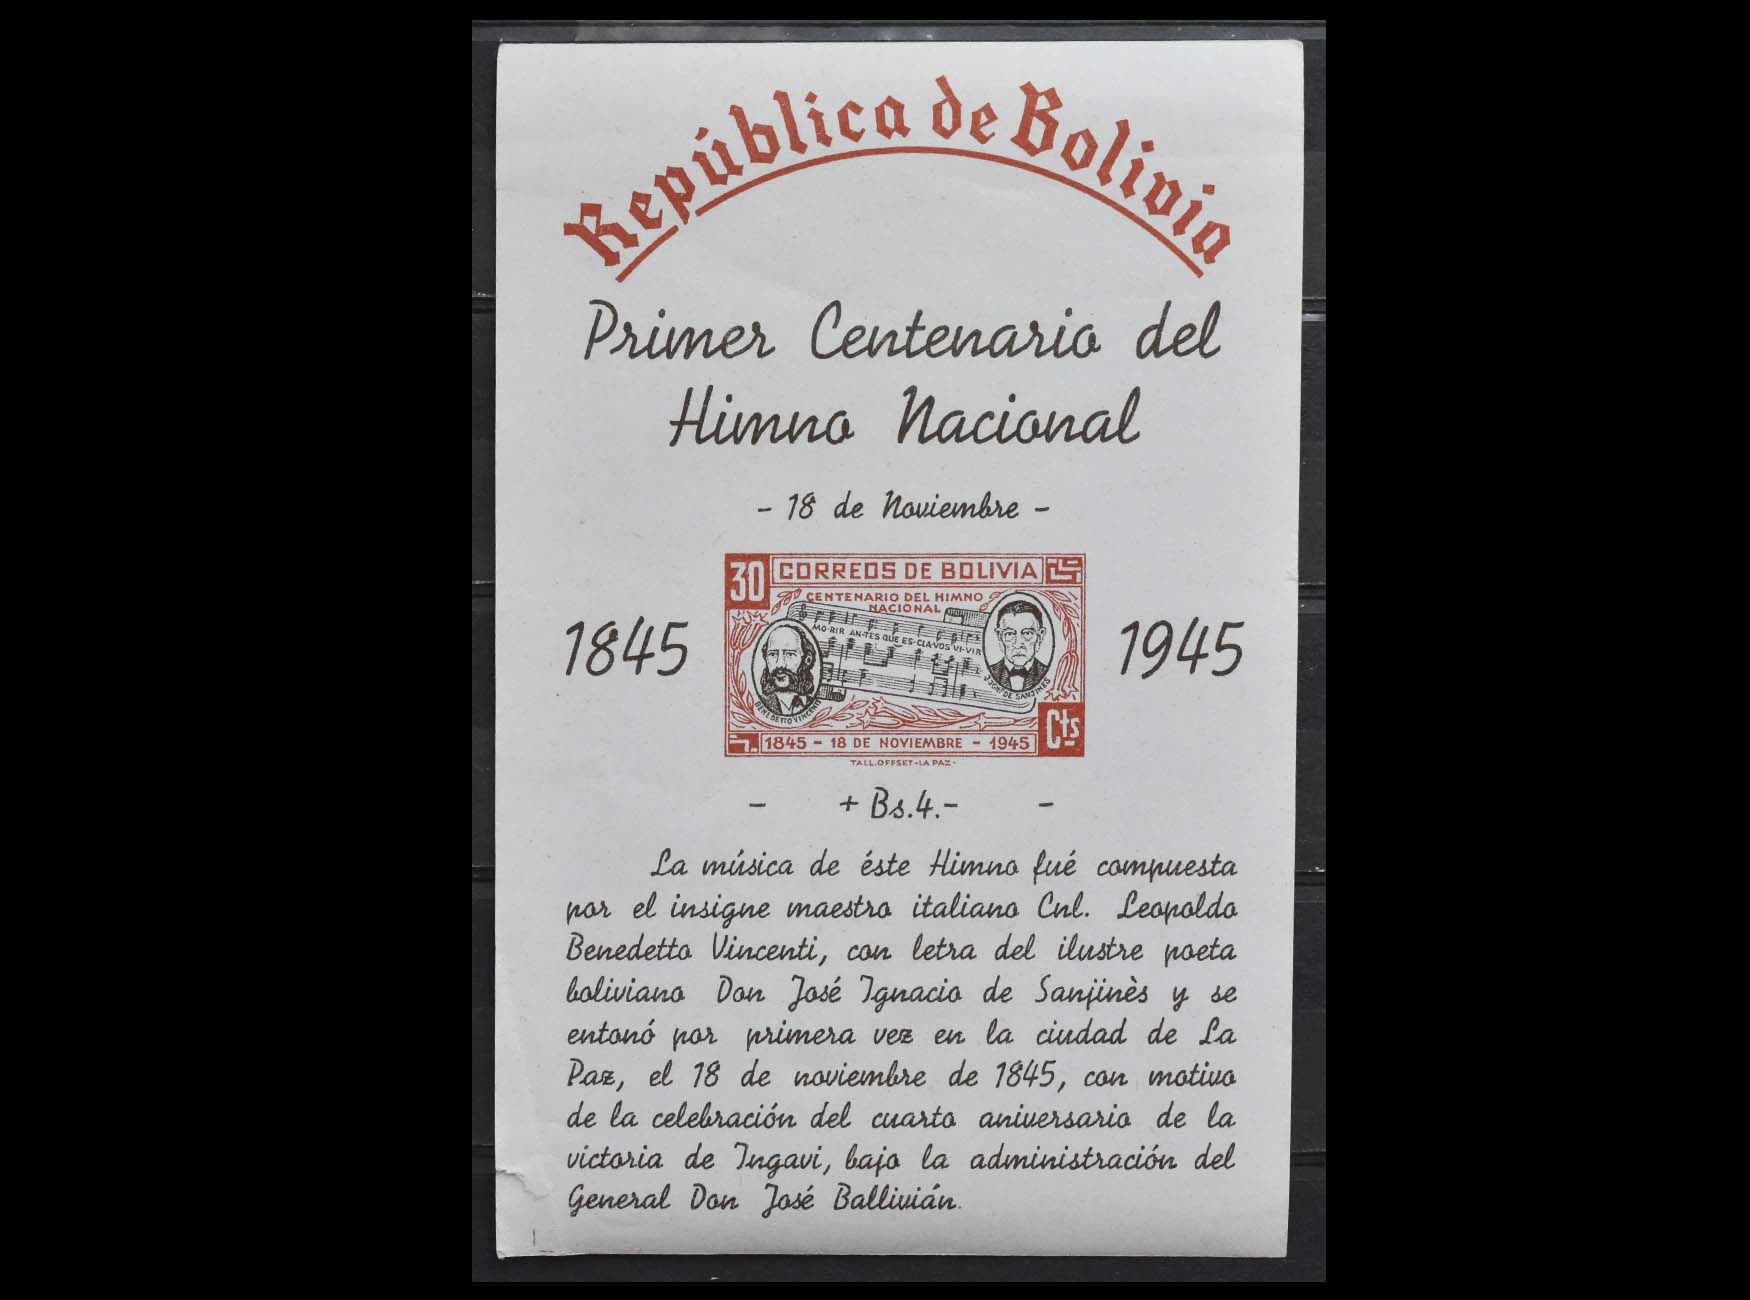 República de Bolivia
Primer Centenario del
Himno Nacional
- 18 de Noviembre -
1845
30
CORREOS DE BOLIVIA
CENTENARIO DEL HIMNO
NACIONAL
MO-RIR AN-TES QUE ES-CLA-VOS VI-VIR
BENEDETTO VINCENTI
J. IGN. DE SANJINÉS
Cts
1845 - 18 DE NOVIEMBRE - 1945
TALL.OFFSET-LA PAZ-
1945
- + Bs.4.- -
La música de éste Himno fué compuesta
por el insigne maestro italiano Cnl. Leopoldo
Benedetto Vincenti, con letra del ilustre poeta
boliviano Don José Ignacio de Sanjinès y se
entonó por primera vez en la ciudad de La
Paz, el 18 de noviembre de 1845, con motivo
de la celebración del cuarto aniversario de la
victoria de Ingavi, bajo la administración del
General Don José Ballivián.